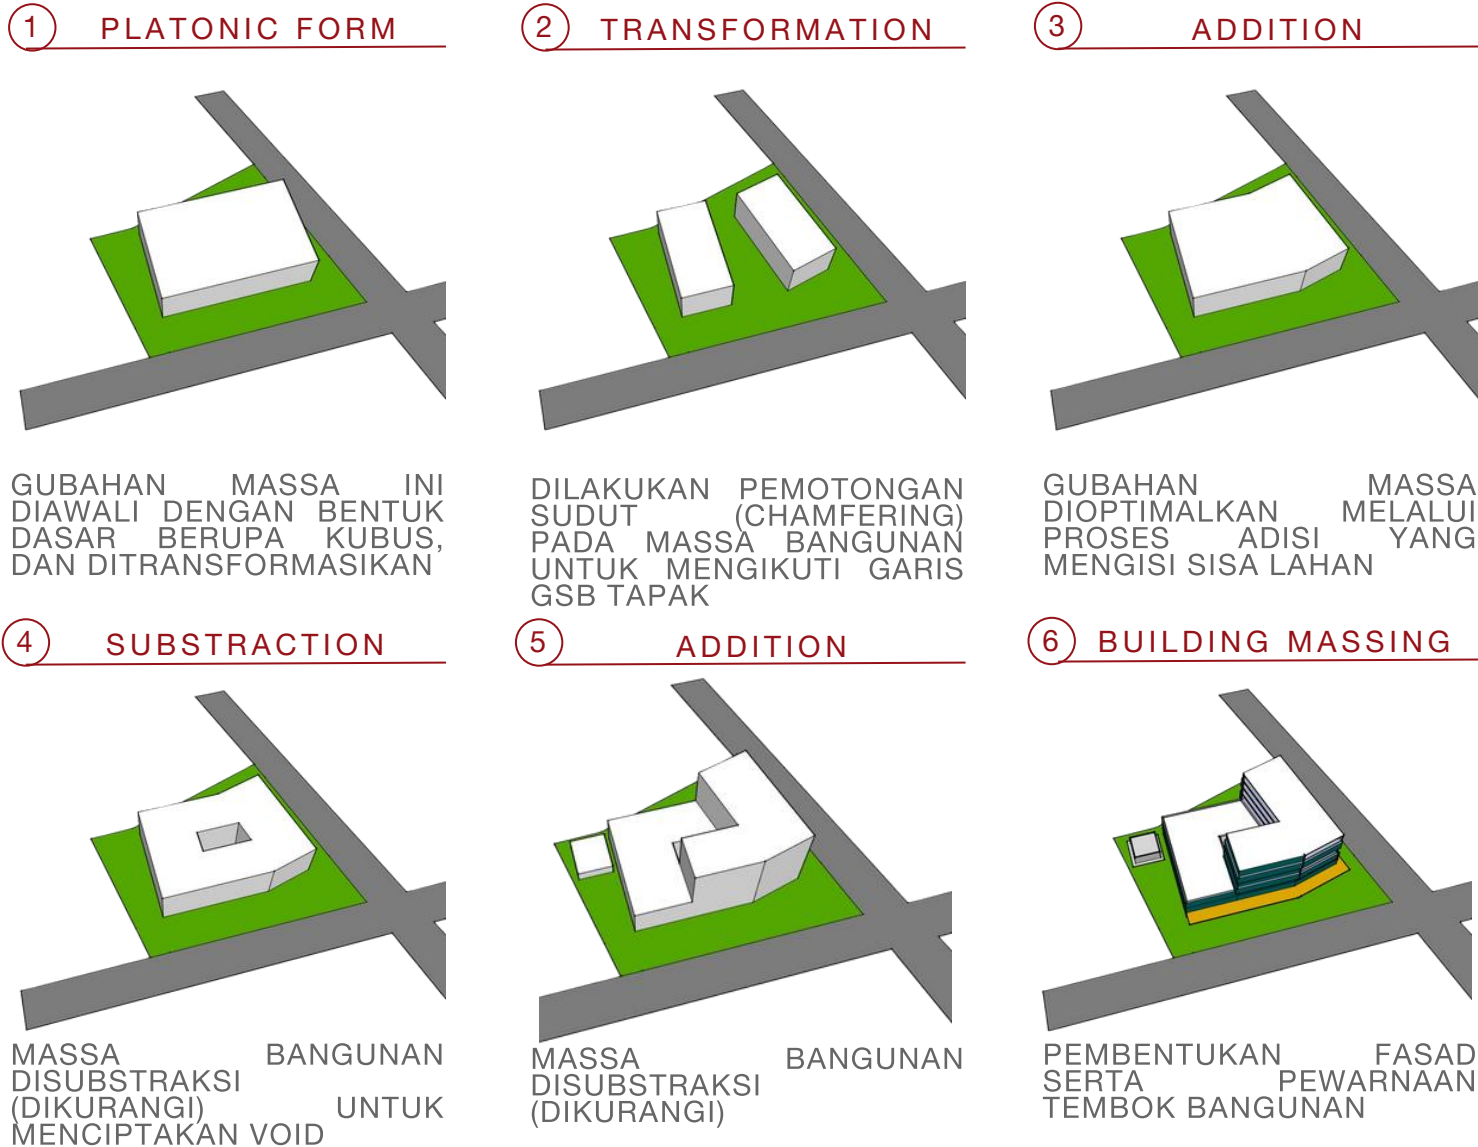 1 PLATONIC FORM
2 TRANSFORMATION
3 ADDITION
GUBAHAN MASSA INI
DIAWALI DENGAN BENTUK
DASAR BERUPA KUBUS,
DAN DITRANSFORMASIKAN
DILAKUKAN PEMOTONGAN
SUDUT (CHAMFERING)
PADA MASSA BANGUNAN
UNTUK MENGIKUTI GARIS
GSB TAPAK
GUBAHAN MASSA
DIOPTIMALKAN MELALUI
PROSES ADISI YANG
MENGISI SISA LAHAN
4 SUBSTRACTION
5 ADDITION
6 BUILDING MASSING
MASSA BANGUNAN
DISUBSTRAKSI
(DIKURANGI) UNTUK
MENCIPTAKAN VOID
MASSA BANGUNAN
DISUBSTRAKSI
(DIKURANGI)
PEMBENTUKAN FASAD
SERTA PEWARNAAN
TEMBOK BANGUNAN